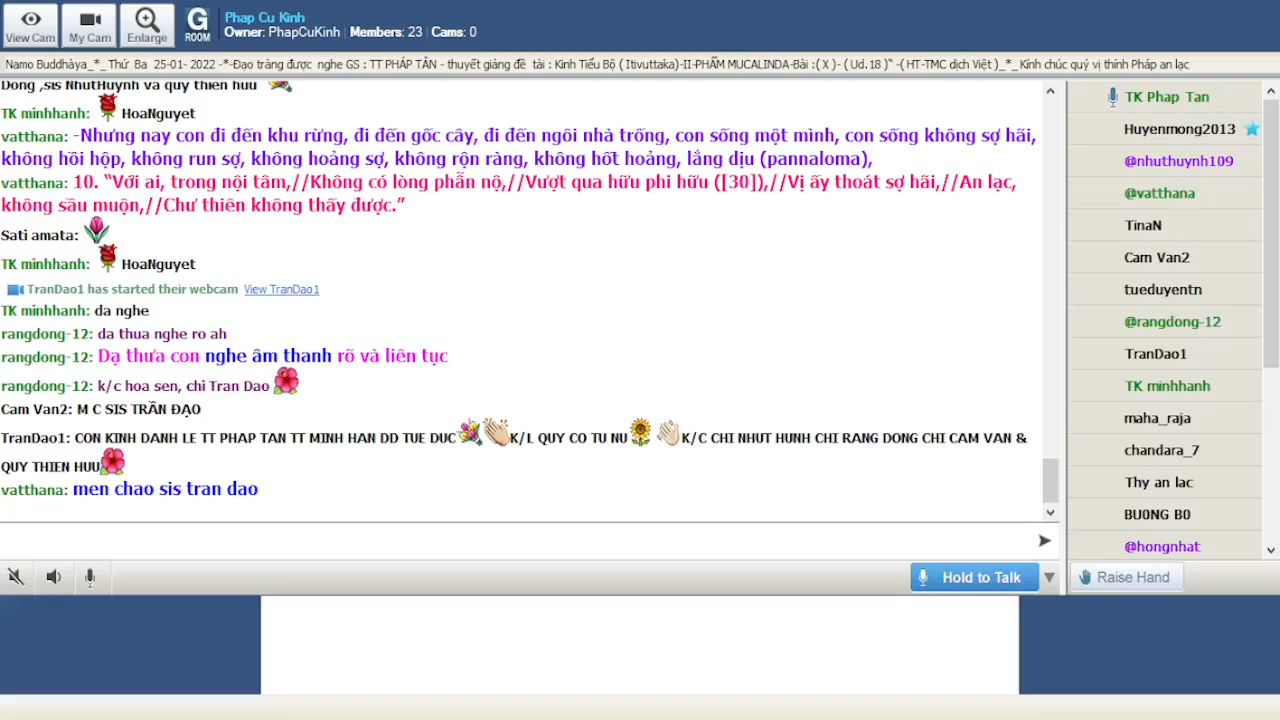 View Cam
My Cam
Enlarge
G
ROOM
Phap Cu Kinh
Owner: PhapCuKinh | Members: 23 | Cams: 0
Namo Buddhàya_*_ Thứ Ba 25-01- 2022 -*-Đạo tràng được nghe GS : TT PHÁP TÂN - thuyết giảng đề tài : Kinh Tiểu Bộ ( Itivuttaka)-II-PHẨM MUCALINDA-Bài :( X )- ( Ud.18 )“ -( HT-TMC dịch Việt )_*_ Kính chúc quý vị thính Pháp an lạc
Dong ,sis NhutHuynh va quy thien huu
TK minhhanh: HoaNguyet
vatthana: -Nhưng nay con đi đến khu rừng, đi đến gốc cây, đi đến ngôi nhà trống, con sống một mình, con sống không sợ hãi,
không hồi hộp, không run sợ, không hoảng sợ, không rộn ràng, không hốt hoảng, lắng dịu (pannaloma),
vatthana: 10. “Với ai, trong nội tâm,//Không có lòng phẫn nộ,//Vượt qua hữu phi hữu ([30]),//Vị ấy thoát sợ hãi,//An lạc,
không sầu muộn,//Chư thiên không thấy được.”
Sati amata:
TK minhhanh: HoaNguyet
TranDao1 has started their webcam View TranDao1
TK minhhanh: da nghe
rangdong-12: da thua nghe ro ah
rangdong-12: Dạ thưa con nghe âm thanh rõ và liên tục
rangdong-12: k/c hoa sen, chi Tran Dao
Cam Van2: M C SIS TRẦN ĐẠO
TranDao1: CON KINH DANH LE TT PHAP TAN TT MINH HAN DD TUE DUC K/L QUY CO TU NU K/C CHI NHUT HUNH CHI RANG DONG CHI CAM VAN &
QUY THIEN HUU
vatthana: men chao sis tran dao
Hold to Talk
TK Phap Tan
Huyenmong2013
@nhuthuynh109
@vatthana
TinaN
Cam Van2
tueduyentn
@rangdong-12
TranDao1
TK minhhanh
maha_raja
chandara_7
Thy an lac
BU0NG B0
@hongnhat
Raise Hand